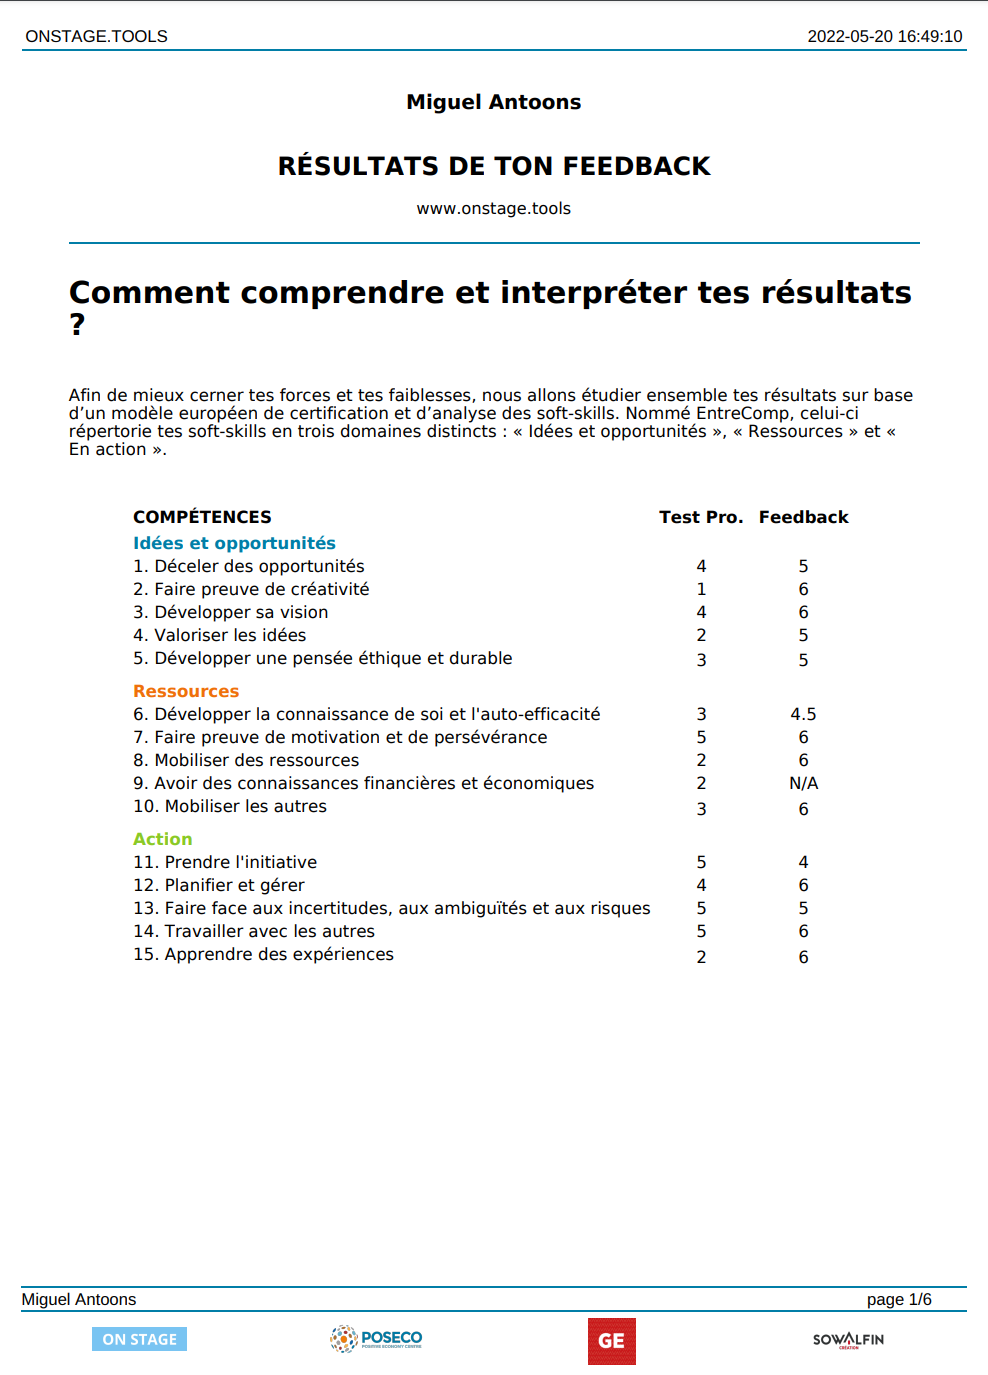 ONSTAGE.TOOLS 2022-05-20 16:49:10
Miguel Antoons
RÉSULTATS DE TON FEEDBACK
www.onstage.tools
Comment comprendre et interpréter tes résultats
?
Afin de mieux cerner tes forces et tes faiblesses, nous allons étudier ensemble tes résultats sur base
d’un modèle européen de certification et d’analyse des soft-skills. Nommé EntreComp, celui-ci
répertorie tes soft-skills en trois domaines distincts : « Idées et opportunités », « Ressources » et «
En action ».
COMPÉTENCES Test Pro. Feedback
Idées et opportunités
1. Déceler des opportunités 4 5
2. Faire preuve de créativité 1 6
3. Développer sa vision 4 6
4. Valoriser les idées 2 5
5. Développer une pensée éthique et durable 3 5
Ressources
6. Développer la connaissance de soi et l'auto-efficacité 3 4.5
7. Faire preuve de motivation et de persévérance 5 6
8. Mobiliser des ressources 2 6
9. Avoir des connaissances financières et économiques 2 N/A
10. Mobiliser les autres 3 6
Action
11. Prendre l'initiative 5 4
12. Planifier et gérer 4 6
13. Faire face aux incertitudes, aux ambiguïtés et aux risques 5 5
14. Travailler avec les autres 5 6
15. Apprendre des expériences 2 6
Miguel Antoons page 1/6
ON STAGE
POSECO
POSITIVE ECONOMY CENTRE
GE
SOWALFIN
CRÉATION